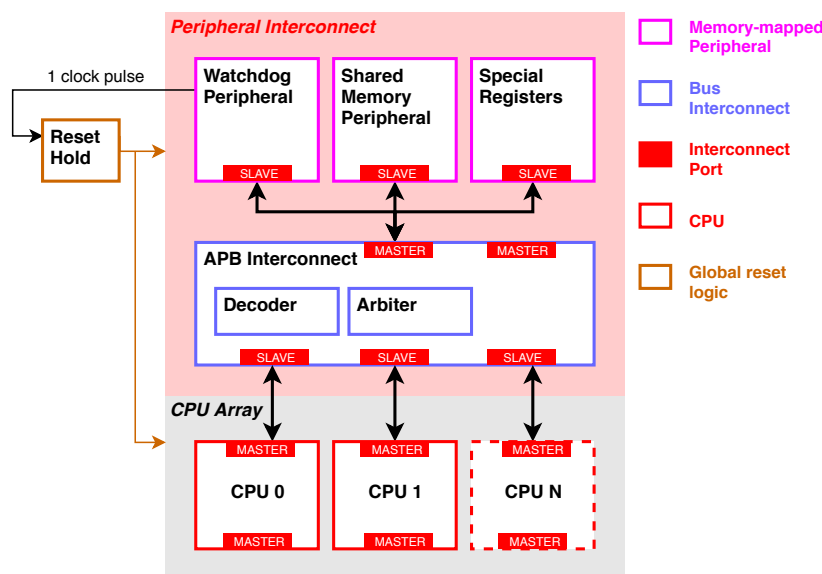 Peripheral Interconnect
1 clock pulse
Reset
Hold
Watchdog
Peripheral
SLAVE
Shared
Memory
Peripheral
SLAVE
Special
Registers
SLAVE
MASTER
MASTER
APB Interconnect
Decoder
Arbiter
SLAVE
SLAVE
SLAVE
CPU Array
MASTER
CPU 0
MASTER
MASTER
CPU 1
MASTER
MASTER
CPU N
MASTER
Memory-mapped
Peripheral
Bus
Interconnect
Interconnect
Port
CPU
Global reset
logic